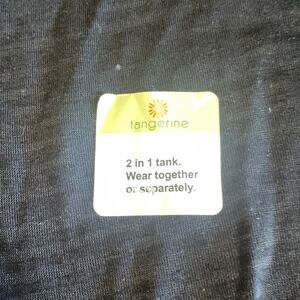 tangerine
2 in 1 tank.
Wear together
or separately.